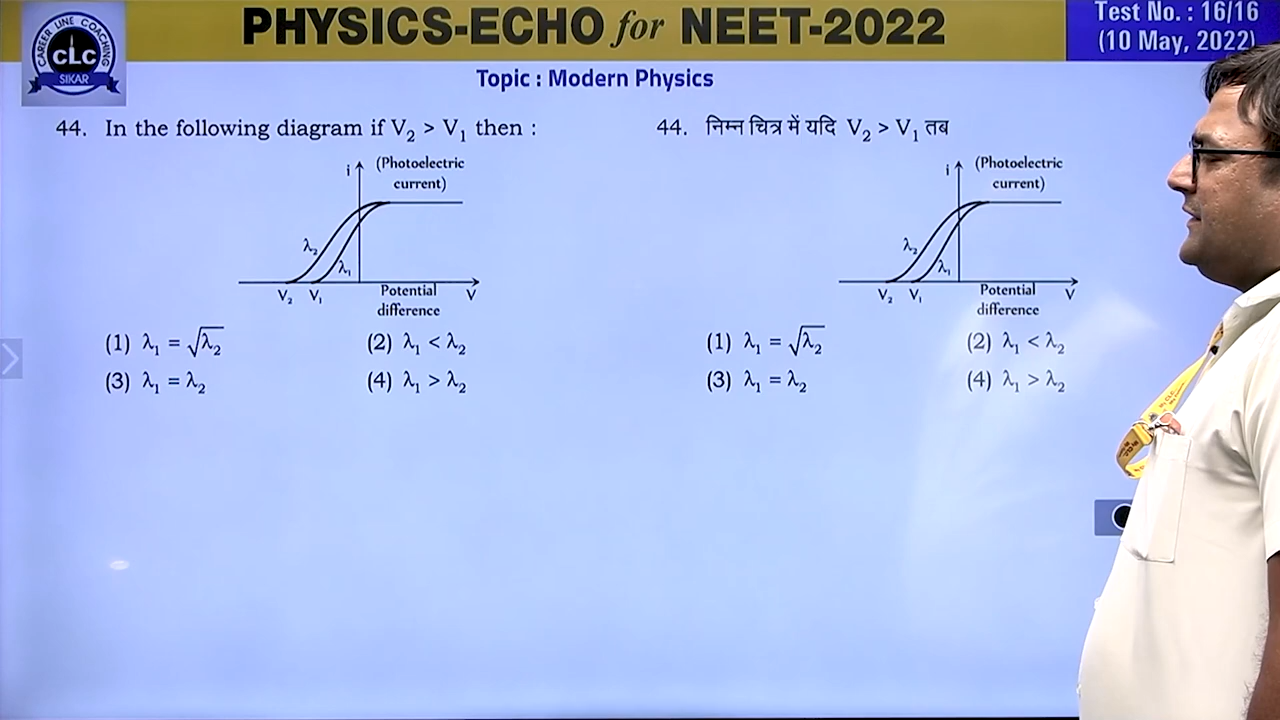 CAREER LINE COACHING
CLC
SIKAR
PHYSICS-ECHO for NEET-2022
Test No. : 16/16
(10 May, 2022)
Topic : Modern Physics
44. In the following diagram if V₂ > V₁ then :
i (Photoelectric
current)
λ₂
λ₁
V₂ V₁ Potential V
difference
(1) λ₁ = √λ₂ (2) λ₁ < λ₂
(3) λ₁ = λ₂ (4) λ₁ > λ₂
44. निम्न चित्र में यदि V₂ > V₁ तब
i (Photoelectric
current)
λ₂
λ₁
V₂ V₁ Potential V
difference
(1) λ₁ = √λ₂ (2) λ₁ < λ₂
(3) λ₁ = λ₂ (4) λ₁ > λ₂